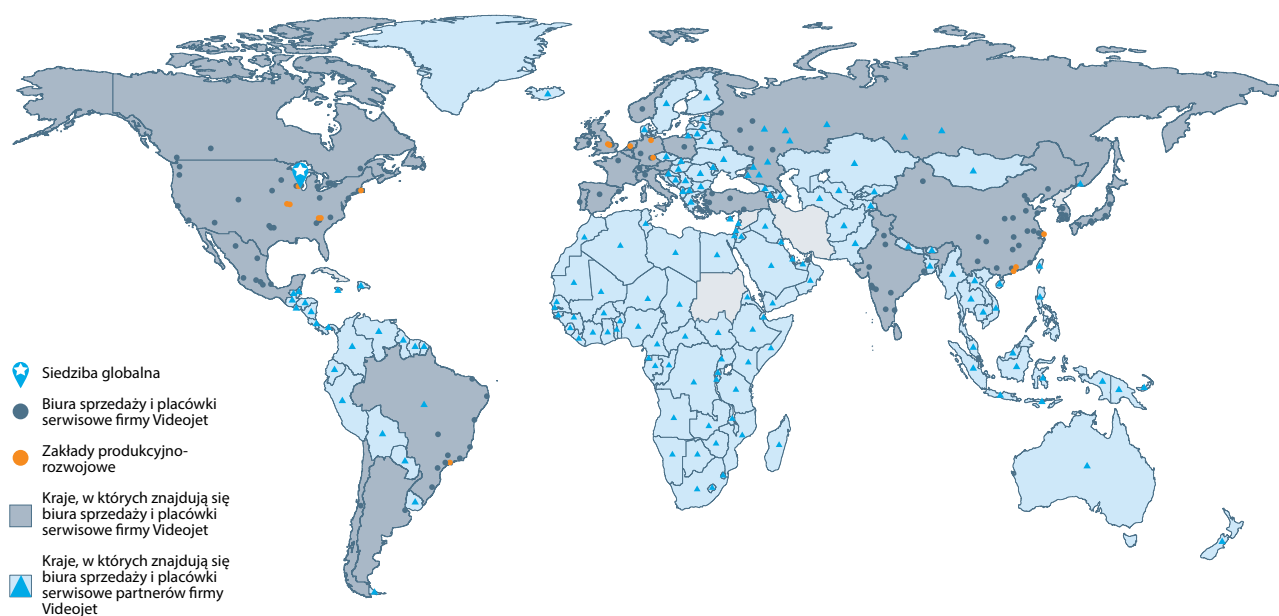 Siedziba globalna
Biura sprzedaży i placówki
serwisowe firmy Videojet
Zakłady produkcyjno-
rozwojowe
Kraje, w których znajdują się
biura sprzedaży i placówki
serwisowe firmy Videojet
Kraje, w których znajdują się
biura sprzedaży i placówki
serwisowe partnerów firmy
Videojet